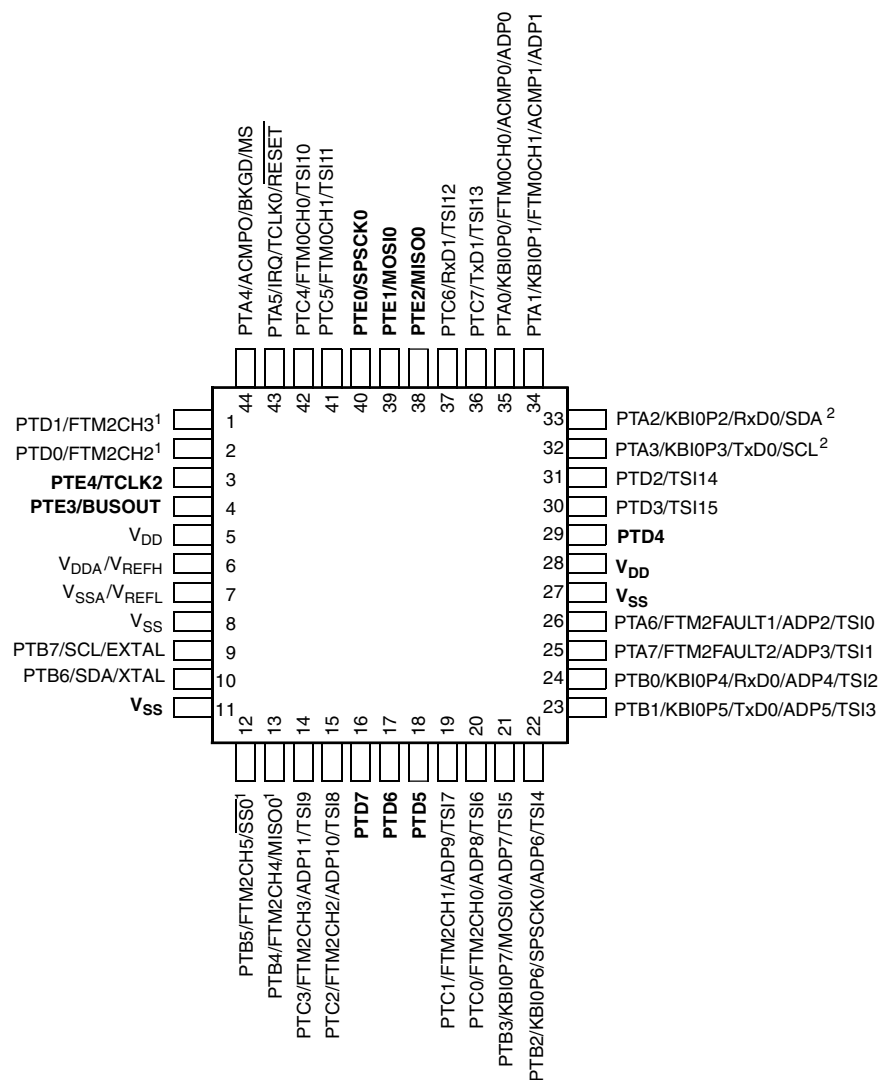 PTA4/ACMPO/BKGD/MS
PTA5/IRQ/TCLK0/RESET
PTC4/FTM0CH0/TSI10
PTC5/FTM0CH1/TSI11
PTE0/SPSCK0
PTE1/MOSI0
PTE2/MISO0
PTC6/RxD1/TSI12
PTC7/TxD1/TSI13
PTA0/KBI0P0/FTM0CH0/ACMP0/ADP0
PTA1/KBI0P1/FTM0CH1/ACMP1/ADP1
44
43
42
41
40
39
38
37
36
35
34
PTD1/FTM2CH3¹ 1
PTD0/FTM2CH2¹ 2
PTE4/TCLK2 3
PTE3/BUSOUT 4
VDD 5
VDDA/VREFH 6
VSSA/VREFL 7
VSS 8
PTB7/SCL/EXTAL 9
PTB6/SDA/XTAL 10
VSS 11
33 PTA2/KBI0P2/RxD0/SDA ²
32 PTA3/KBI0P3/TxD0/SCL²
31 PTD2/TSI14
30 PTD3/TSI15
29 PTD4
28 VDD
27 VSS
26 PTA6/FTM2FAULT1/ADP2/TSI0
25 PTA7/FTM2FAULT2/ADP3/TSI1
24 PTB0/KBI0P4/RxD0/ADP4/TSI2
23 PTB1/KBI0P5/TxD0/ADP5/TSI3
12
13
14
15
16
17
18
19
20
21
22
PTB5/FTM2CH5/SS0¹
PTB4/FTM2CH4/MISO0¹
PTC3/FTM2CH3/ADP11/TSI9
PTC2/FTM2CH2/ADP10/TSI8
PTD7
PTD6
PTD5
PTC1/FTM2CH1/ADP9/TSI7
PTC0/FTM2CH0/ADP8/TSI6
PTB3/KBI0P7/MOSI0/ADP7/TSI5
PTB2/KBI0P6/SPSCK0/ADP6/TSI4